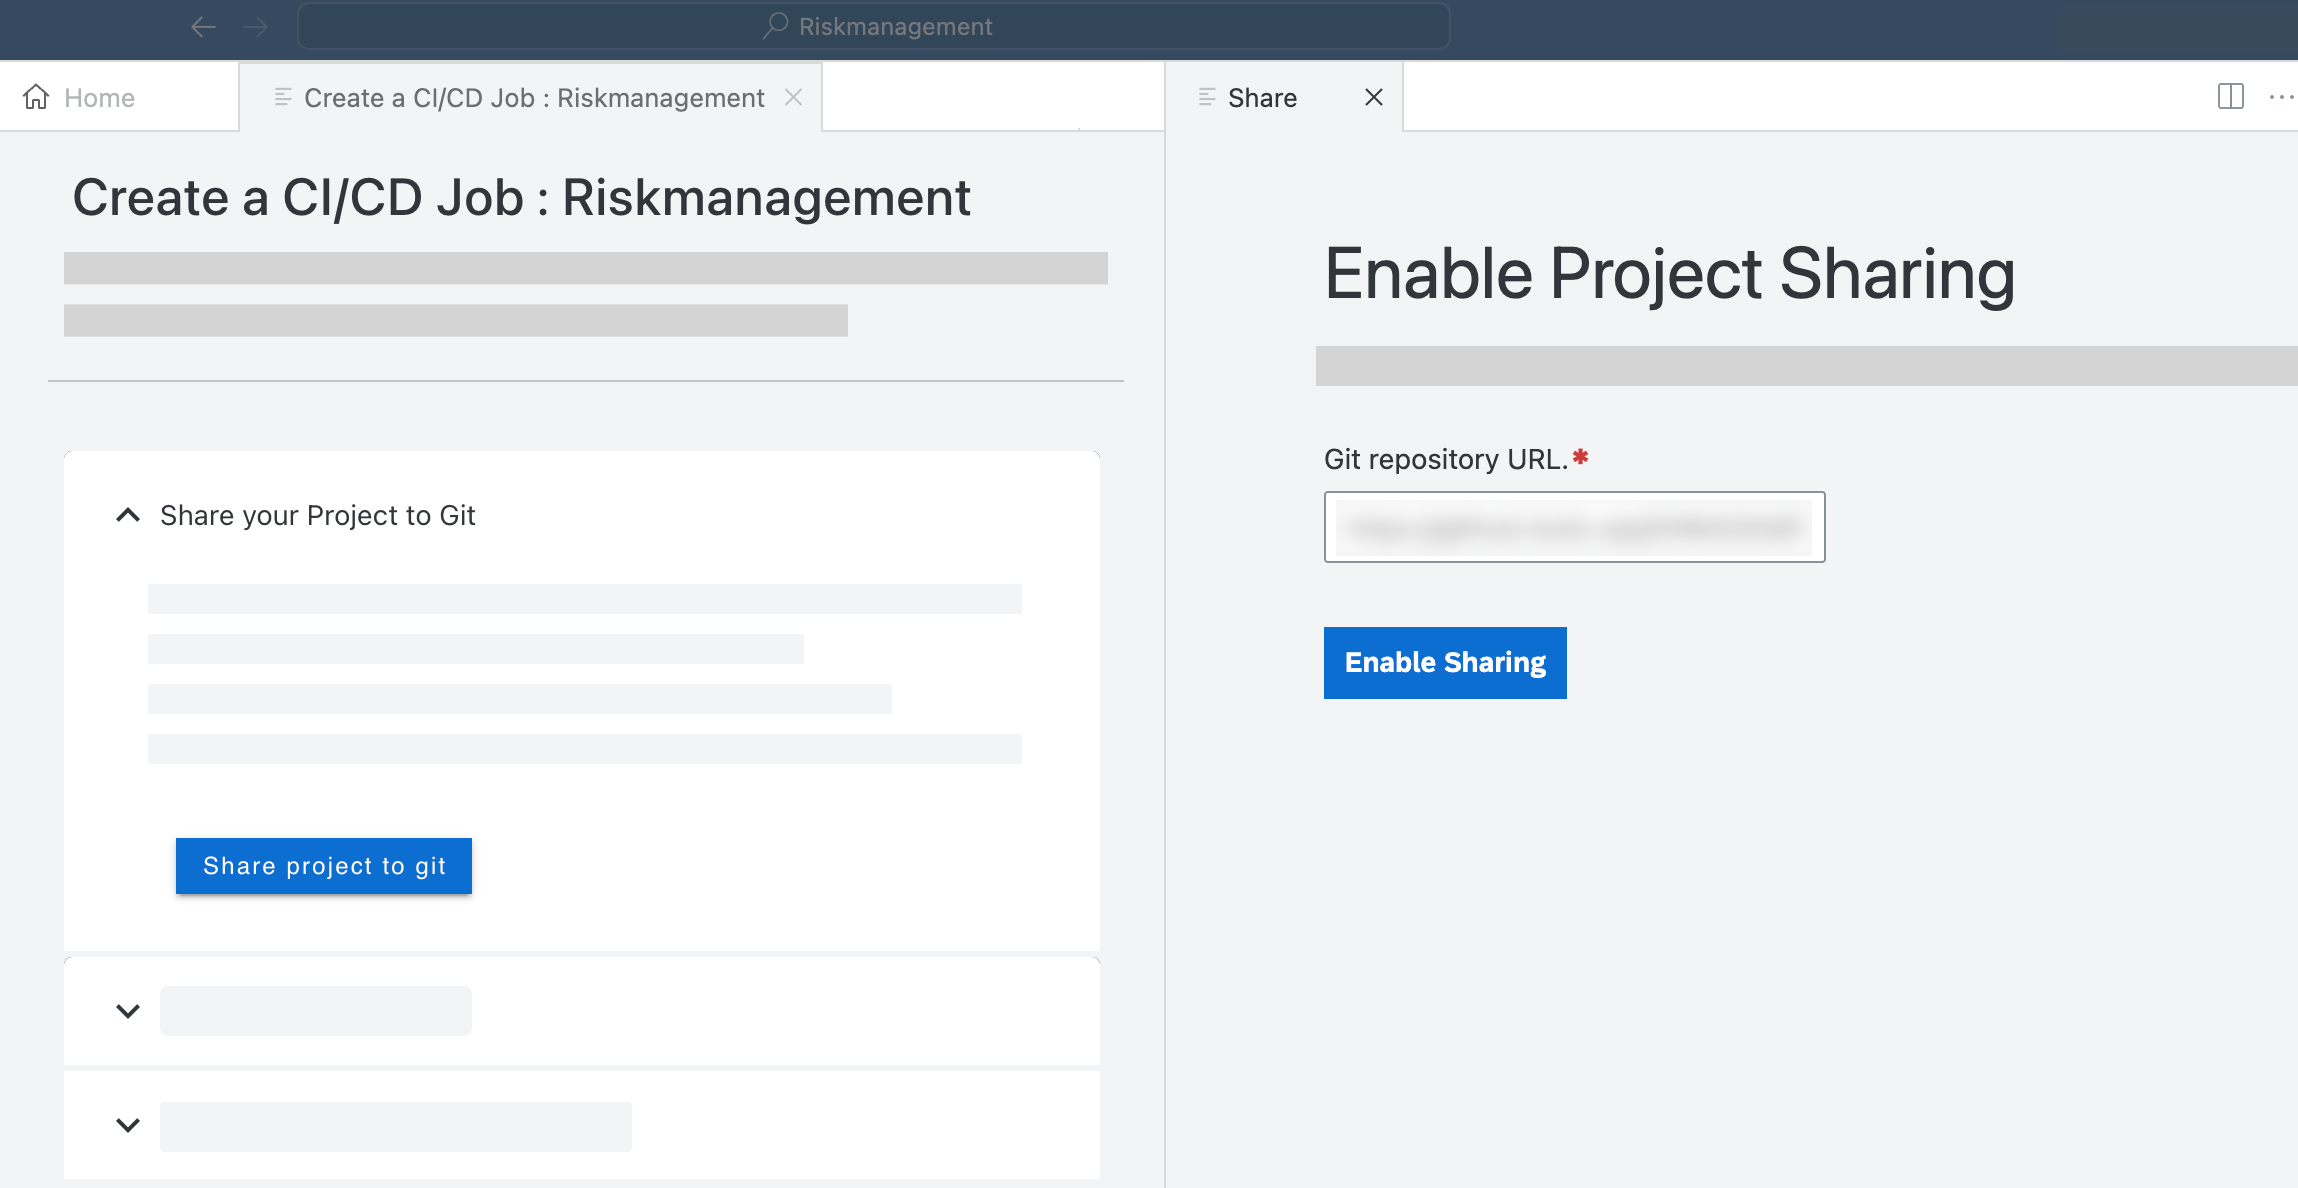 Riskmanagement
Home
Create a CI/CD Job : Riskmanagement
Share
Create a CI/CD Job : Riskmanagement
Share your Project to Git
Share project to git
Enable Project Sharing
Git repository URL.*
Enable Sharing